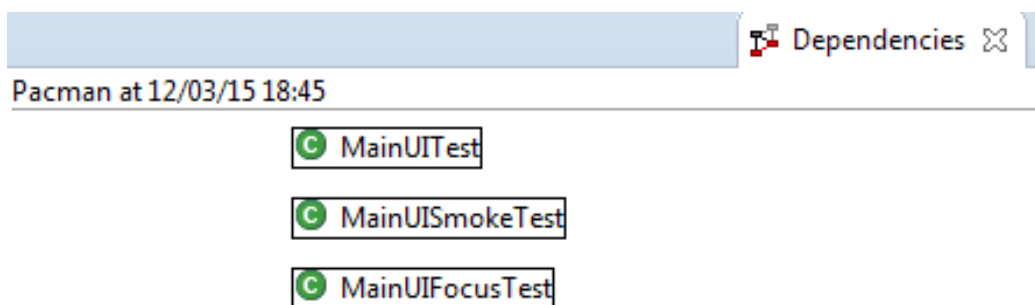 Dependencies
Pacman at 12/03/15 18:45
C MainUITest
C MainUISmokeTest
C MainUIFocusTest